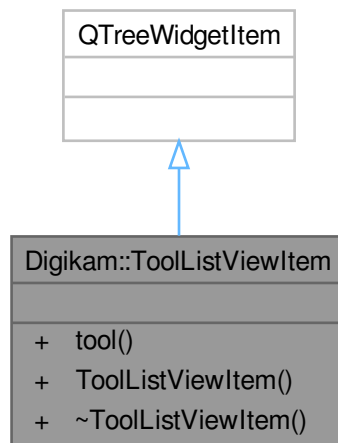 QTreeWidgetItem
Digikam::ToolListViewItem
+ tool()
+ ToolListViewItem()
+ ~ToolListViewItem()